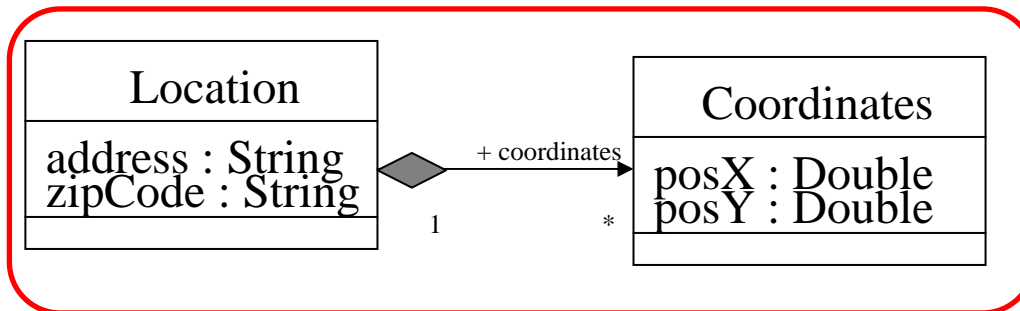 Location
address : String
zipCode : String
+ coordinates
1
*
Coordinates
posX : Double
posY : Double